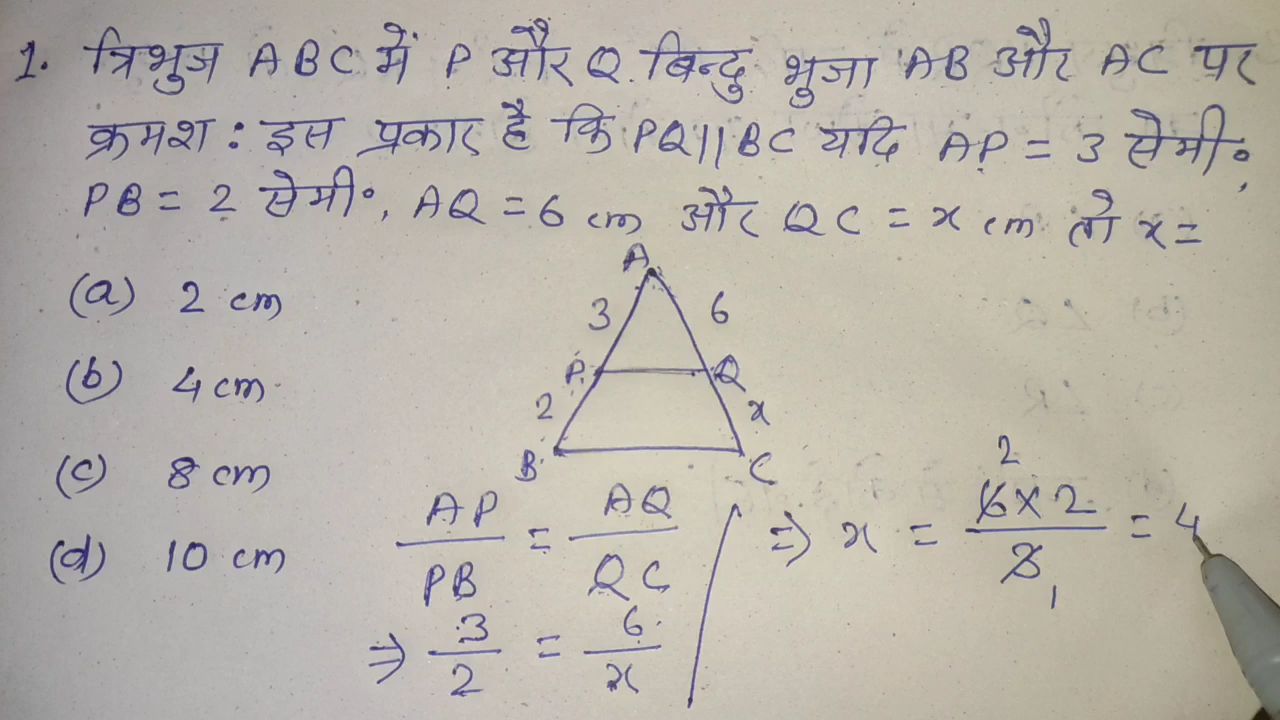 1. त्रिभुज ABC में P और Q बिन्दु भुजा AB और AC पर
क्रमश: इस प्रकार है कि PQ||BC यदि AP = 3 सेमी॰,
PB = 2 सेमी॰, AQ = 6 cm और QC = x cm तो x =
(a) 2 cm
(b) 4 cm
(c) 8 cm
(d) 10 cm
A
3 6
P Q
2 x
B C
AP/PB = AQ/QC
⇒ 3/2 = 6/x
2
⇒ x = 6×2/3 = 4
1